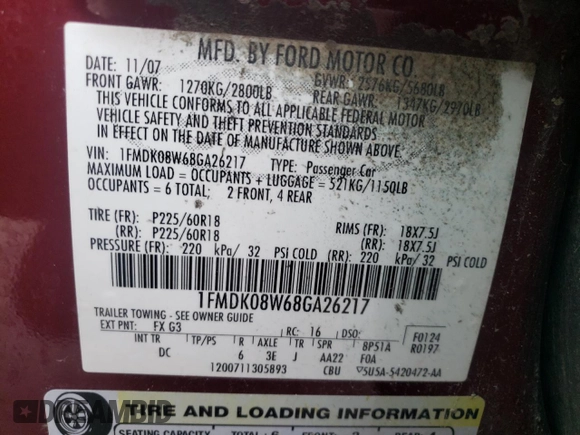 MFD. BY FORD MOTOR CO.
DATE: 11/07 GVWR: 2576KG/5680LB
FRONT GAWR: 1270KG/2800LB REAR GAWR: 1347KG/2970LB
THIS VEHICLE CONFORMS TO ALL APPLICABLE FEDERAL MOTOR
VEHICLE SAFETY AND THEFT PREVENTION STANDARDS
IN EFFECT ON THE DATE OF MANUFACTURE SHOWN ABOVE.
VIN: 1FMDK08W68GA26217 TYPE: Passenger Car
MAXIMUM LOAD = OCCUPANTS + LUGGAGE = 521KG/1150LB
OCCUPANTS = 6 TOTAL; 2 FRONT, 4 REAR
TIRE (FR): P225/60R18 RIMS (FR): 18X7.5J
(RR): P225/60R18 (RR): 18X7.5J
PRESSURE (FR): 220 kPa/ 32 PSI COLD (RR): 220 kPa/ 32 PSI COLD
1FMDK08W68GA26217
TRAILER TOWING - SEE OWNER GUIDE
EXT PNT: FX G3 RC: 16 DSO: F0124
INT TR TP/PS R AXLE TR SPR BP51A R0197
DC 6 3E J AA22 F0A
1200711305893 CBU SU5A-5420472-AA
TIRE AND LOADING INFORMATION
SEATING CAPACITY